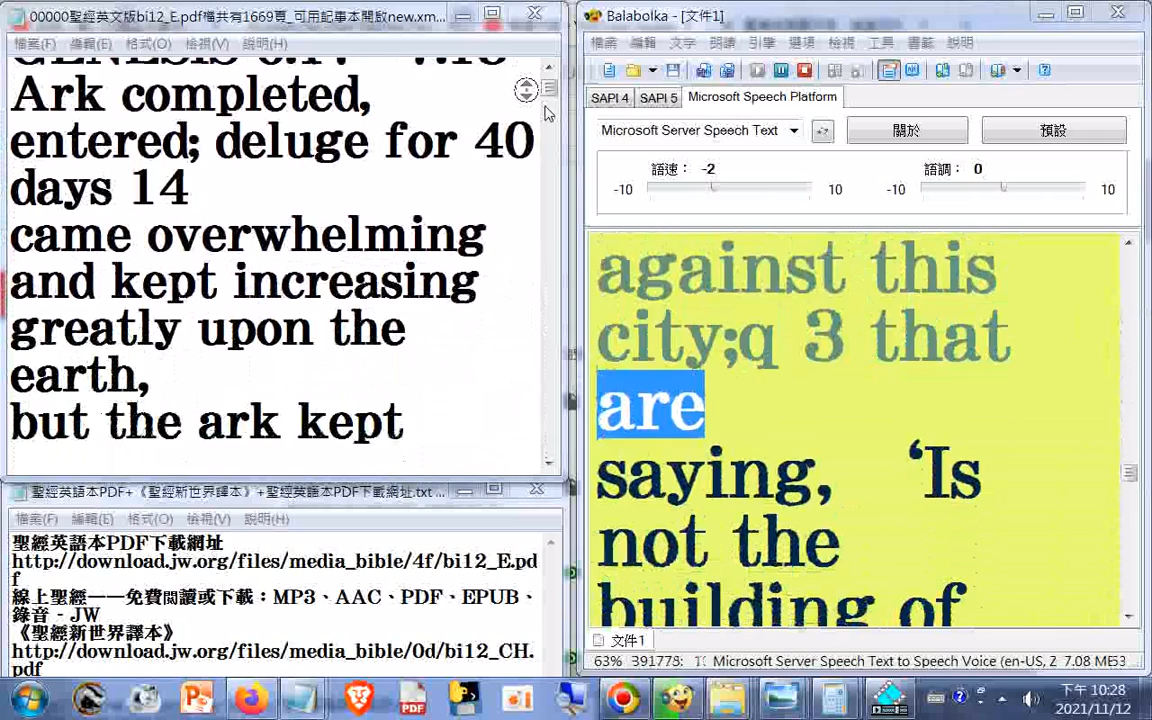 00000聖經英文版bi12_E.pdf檔共有1669頁_可用記事本開啟new.xm...
檔案(F) 編輯(E) 格式(O) 檢視(V) 說明(H)
Ark completed,
entered; deluge for 40
days 14
came overwhelming
and kept increasing
greatly upon the
earth,
but the ark kept
聖經英語本PDF+《聖經新世界譯本》+聖經英語本PDF下載網址.txt ...
檔案(F) 編輯(E) 格式(O) 檢視(V) 說明(H)
聖經英語本PDF下載網址
http://download.jw.org/files/media_bible/4f/bi12_E.pd
f
線上聖經──免費閱讀或下載：MP3、AAC、PDF、EPUB、
錄音 - JW
《聖經新世界譯本》
http://download.jw.org/files/media_bible/0d/bi12_CH.
pdf
Balabolka - [文件1]
檔案 編輯 文字 朗讀 引擎 選項 檢視 工具 書籤 說明
SAPI 4 SAPI 5 Microsoft Speech Platform
Microsoft Server Speech Text 關於 預設
語速： -2 語調： 0
-10 10 -10 10
against this
city;q 3 that
are
saying, ‘Is
not the
building of
文件1
63% 391778: Microsoft Server Speech Text to Speech Voice (en-US, 2 7.08 ME53
下午 10:28
2021/11/12